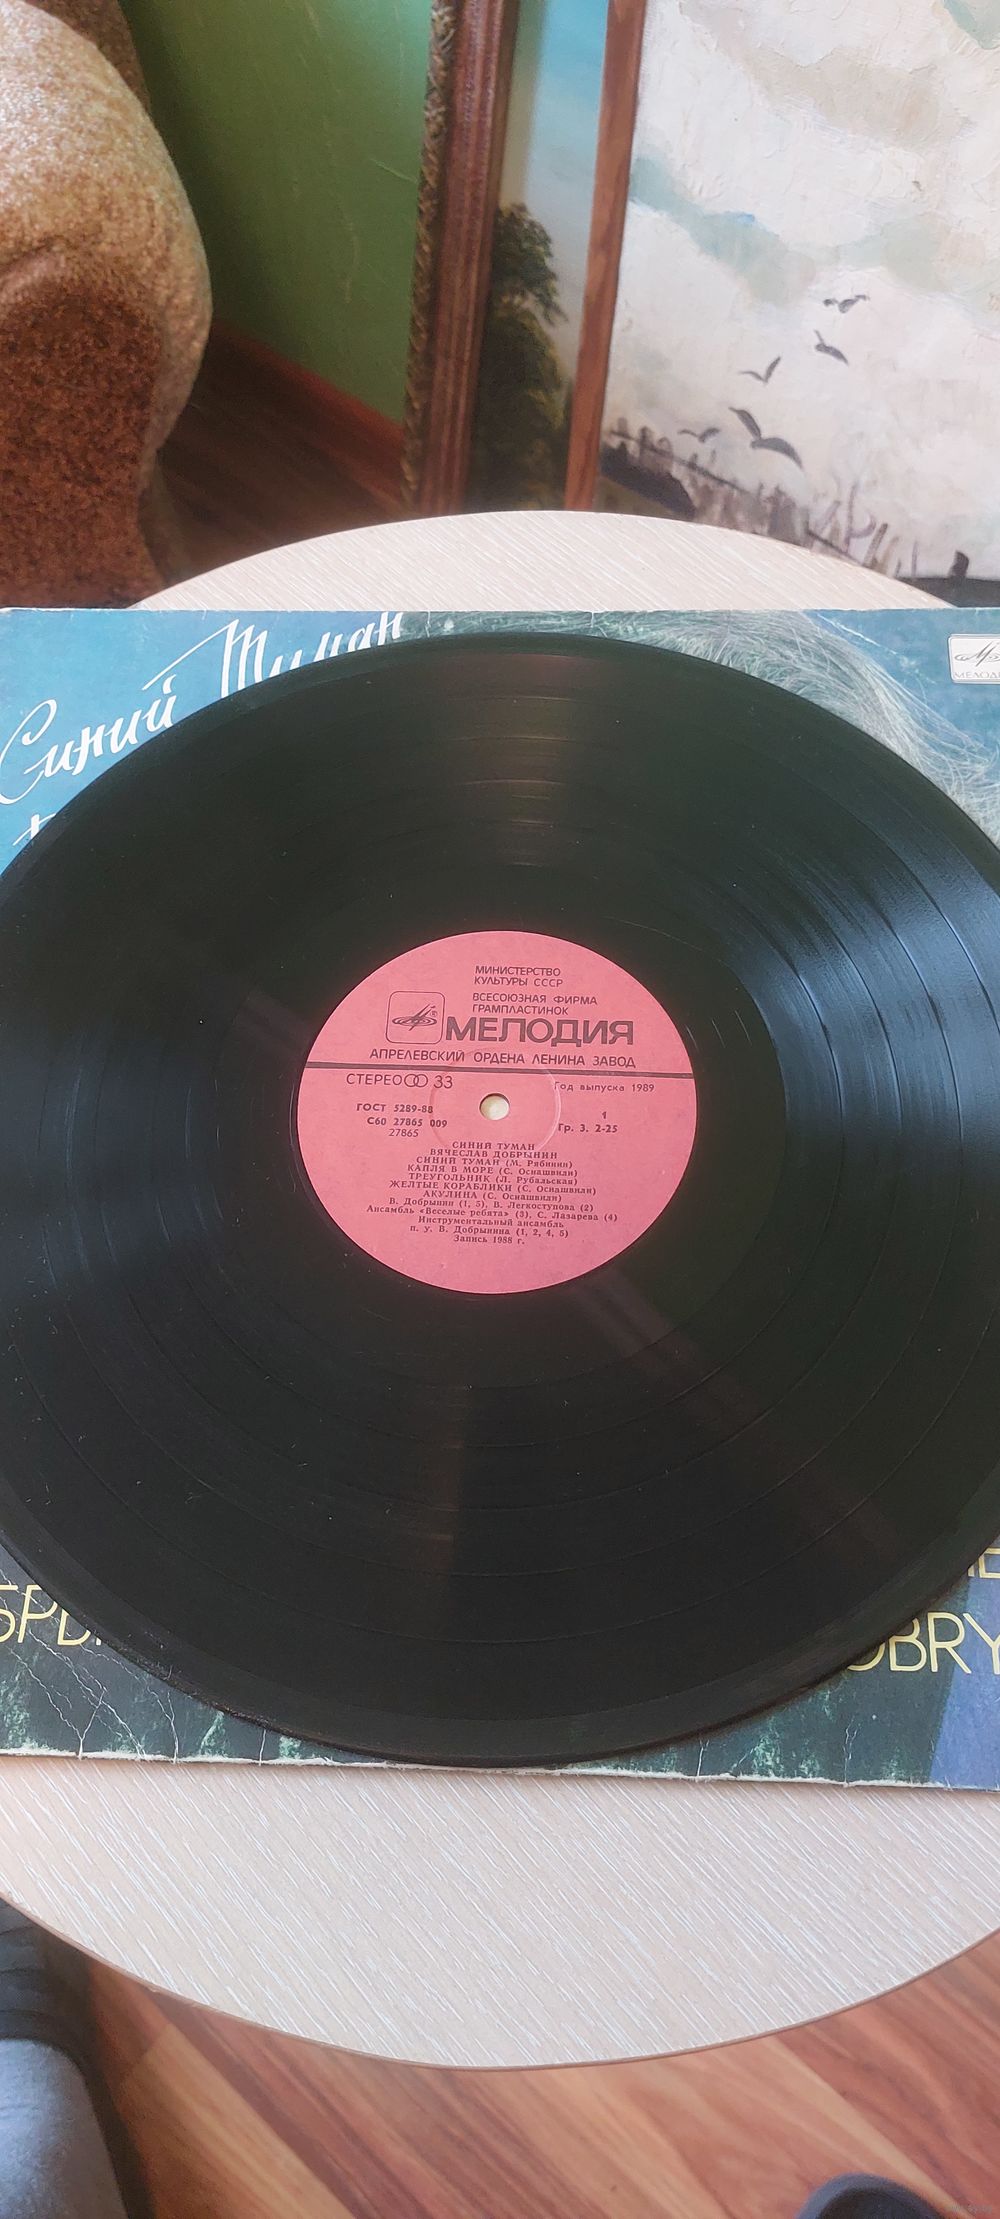 Синий Туман
МЕЛОДИ
МИНИСТЕРСТВО
КУЛЬТУРЫ СССР
ВСЕСОЮЗНАЯ ФИРМА
ГРАМПЛАСТИНОК
МЕЛОДИЯ
АПРЕЛЕВСКИЙ ОРДЕНА ЛЕНИНА ЗАВОД
СТЕРЕО 33
Год выпуска 1989
ГОСТ 5289-88
С60 27865 009
27865
1
Гр. 3. 2-25
СИНИЙ ТУМАН
ВЯЧЕСЛАВ ДОБРЫНИН
СИНИЙ ТУМАН (М. Рябинин)
КАПЛЯ В МОРЕ (С. Осиашвили)
ТРЕУГОЛЬНИК (Л. Рубальская)
ЖЕЛТЫЕ КОРАБЛИКИ (С. Осиашвили)
АКУЛИНА (С. Осиашвили)
В. Добрынин (1, 5), В. Легкоступова (2)
Ансамбль «Веселые ребята» (3), С. Лазарева (4)
Инструментальный ансамбль
п. у. В. Добрынина (1, 2, 4, 5)
Запись 1988 г.
БРЫ
OBRY